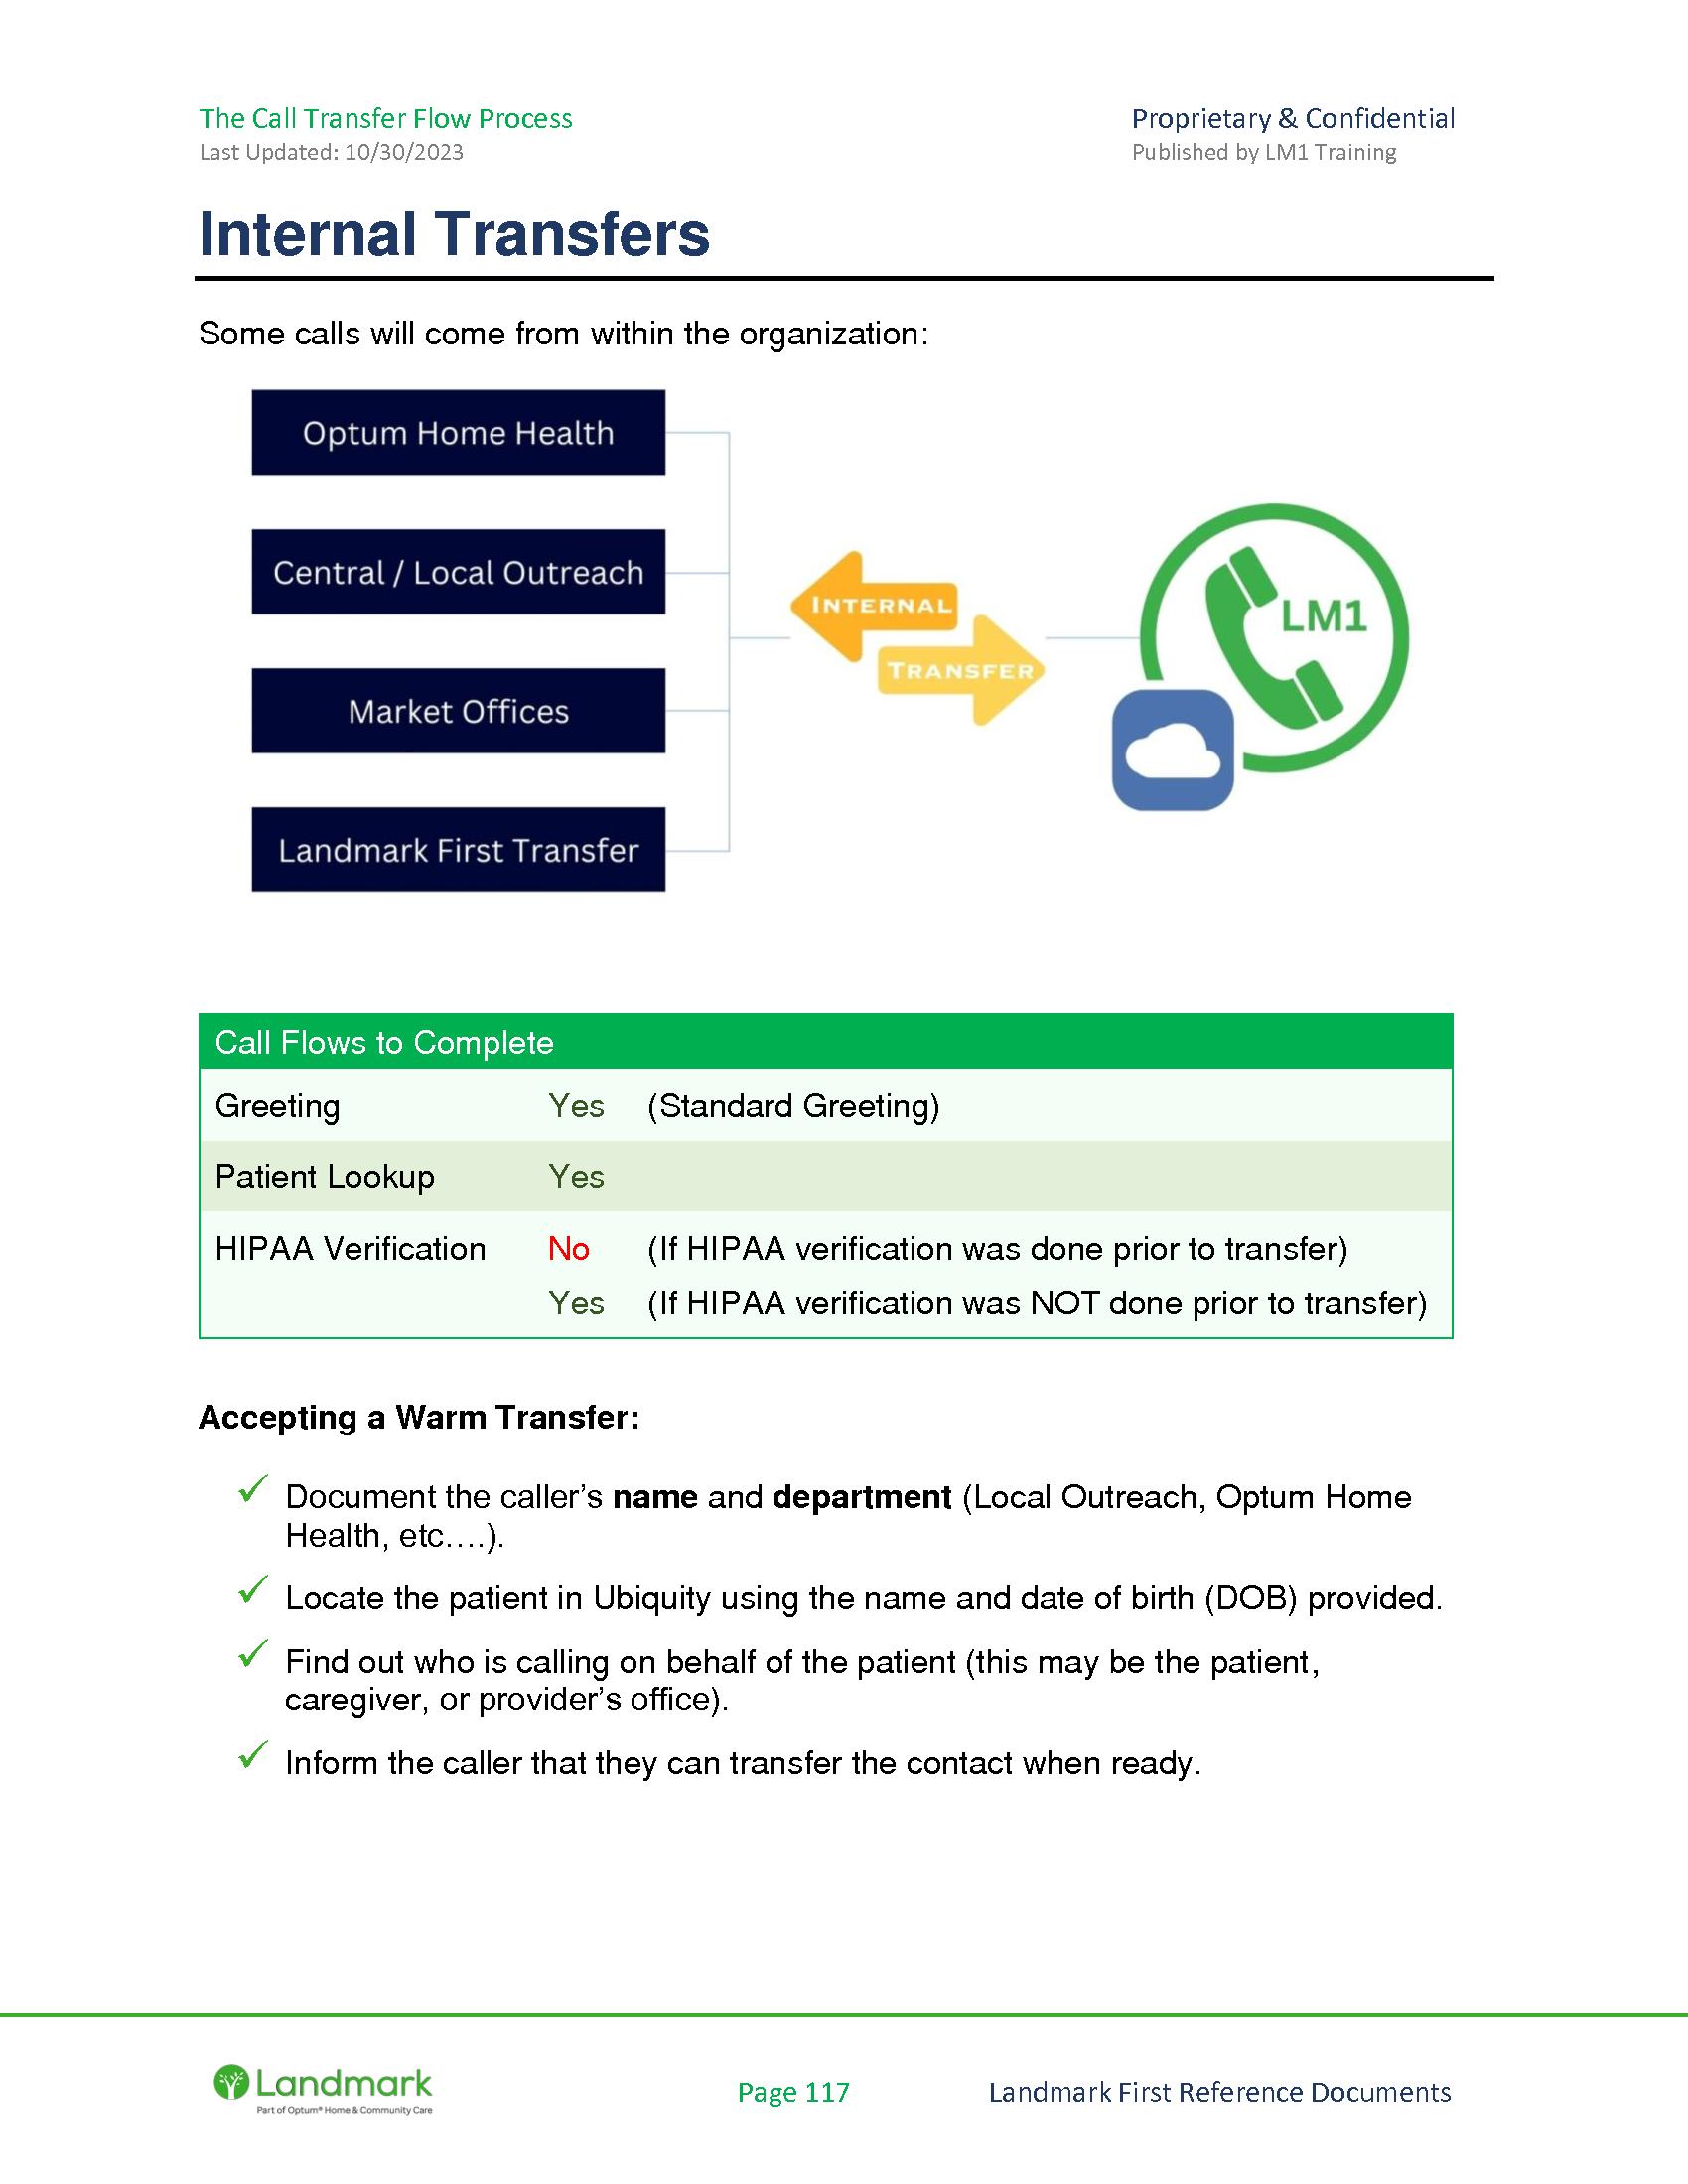 The Call Transfer Flow Process
Proprietary & Confidential
Last Updated: 10/30/2023
Published by LM1 Training
Internal Transfers
Some calls will come from within the organization:
Optum Home Health
Central / Local Outreach
Market Offices
Landmark First Transfer
INTERNAL
TRANSFER
LM1
Call Flows to Complete
Greeting Yes (Standard Greeting)
Patient Lookup Yes
HIPAA Verification No (If HIPAA verification was done prior to transfer)
Yes (If HIPAA verification was NOT done prior to transfer)
Accepting a Warm Transfer:
✓ Document the caller’s name and department (Local Outreach, Optum Home
Health, etc.…).
✓ Locate the patient in Ubiquity using the name and date of birth (DOB) provided.
✓ Find out who is calling on behalf of the patient (this may be the patient,
caregiver, or provider’s office).
✓ Inform the caller that they can transfer the contact when ready.
Landmark
Part of Optum® Home & Community Care
Page 117
Landmark First Reference Documents